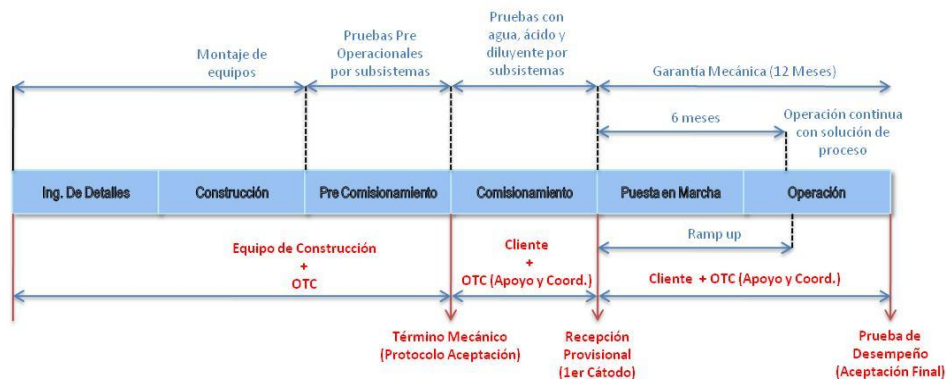 Montaje de
equipos
Pruebas Pre
Operacionales
por subsistemas
Pruebas con
agua, ácido y
diluyente por
subsistemas
Garantía Mecánica (12 Meses)
6 meses
Operación continua
con solución de
proceso
Ing. De Detalles
Construcción
Pre Comisionamiento
Comisionamiento
Puesta en Marcha
Operación
Ramp up
Equipo de Construcción
+
OTC
Cliente
+
OTC (Apoyo y Coord.)
Cliente + OTC (Apoyo y Coord.)
Término Mecánico
(Protocolo Aceptación)
Recepción
Provisional
(1er Cátodo)
Prueba de
Desempeño
(Aceptación Final)